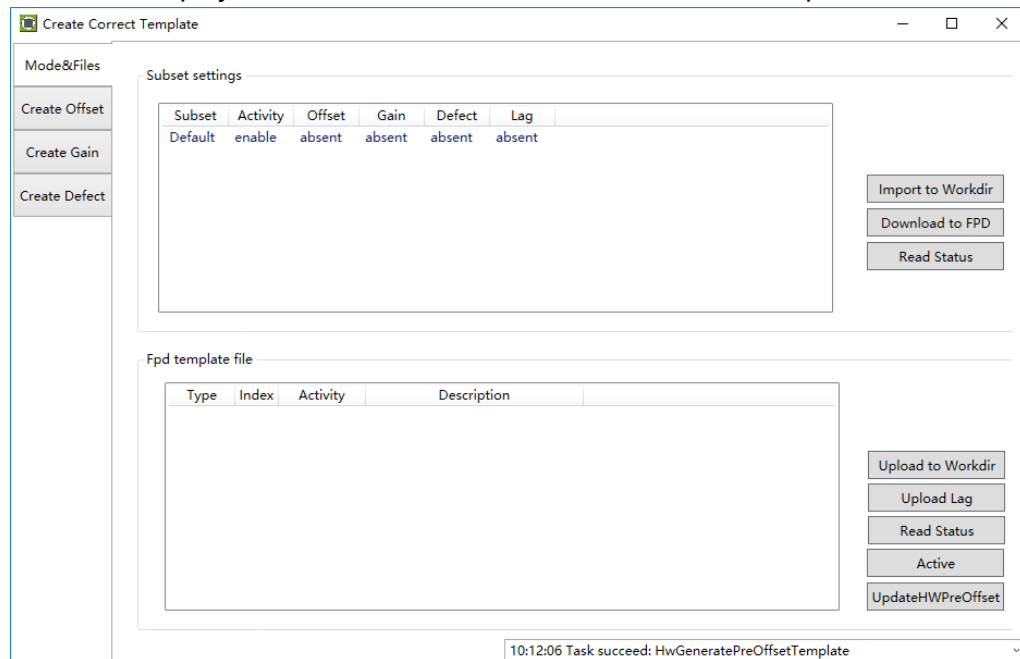 Create Correct Template
Mode&Files
Create Offset
Create Gain
Create Defect
Subset settings
Subset Activity Offset Gain Defect Lag
Default enable absent absent absent absent
Import to Workdir
Download to FPD
Read Status
Fpd template file
Type Index Activity Description
Upload to Workdir
Upload Lag
Read Status
Active
UpdateHWPreOffset
10:12:06 Task succeed: HwGeneratePreOffsetTemplate